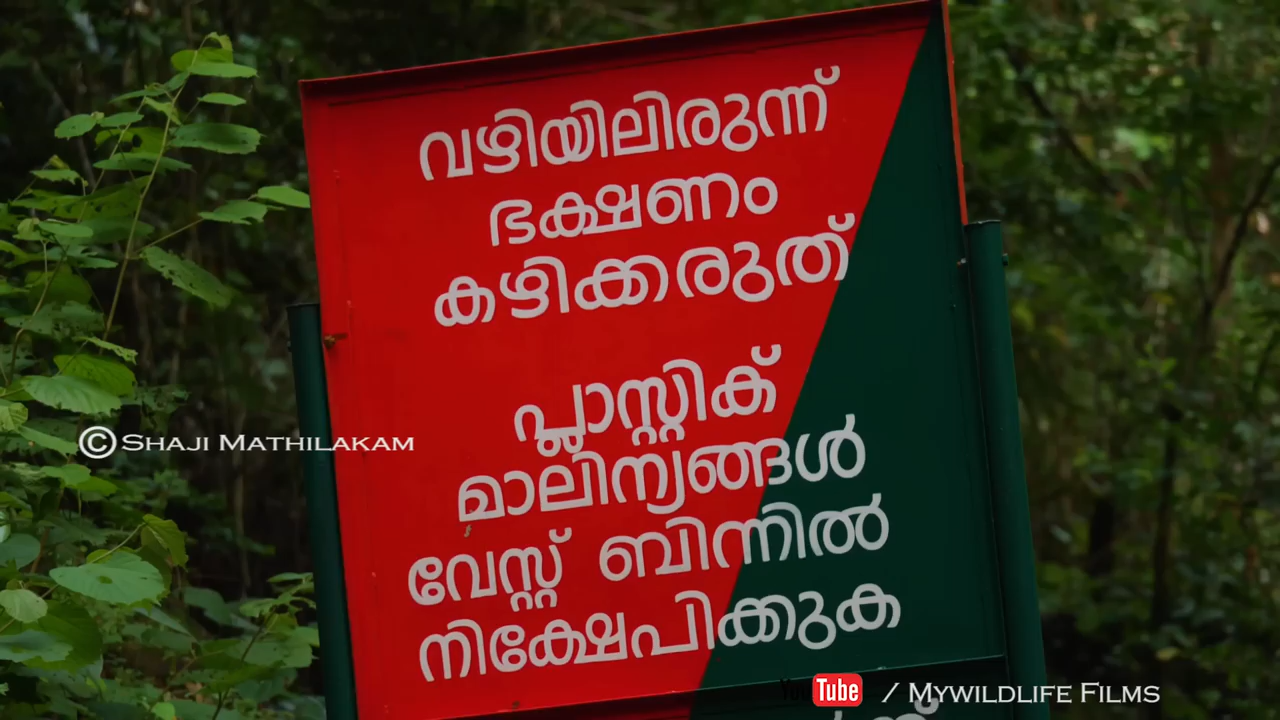 വഴിയിലിരുന്ന്
ഭക്ഷണം
കഴിക്കരുത്
പ്ലാസ്റ്റിക്
© SHAJI MATHILAKAM
മാലിന്യങ്ങൾ
വേസ്റ്റ് ബിന്നിൽ
നിക്ഷേപിക്കുക
YouTube / MYWILDLIFE FILMS